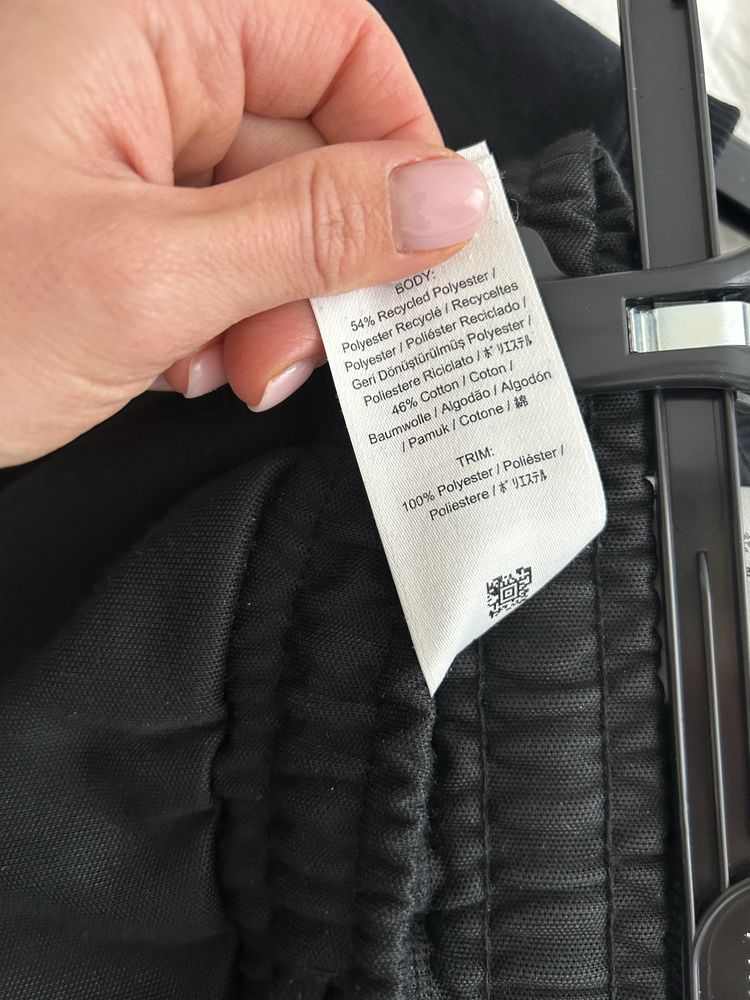 BODY:
54% Recycled Polyester /
Polyester Recyclé / Recyceltes
Polyester / Poliéster Reciclado /
Geri Dönüştürülmüş Polyester /
Poliestere Riciclato / ポリエステル
46% Cotton / Coton /
Baumwolle / Algodão / Algodón
/ Pamuk / Cotone / 綿
TRIM:
100% Polyester / Poliéster /
Poliestere / ポリエステル